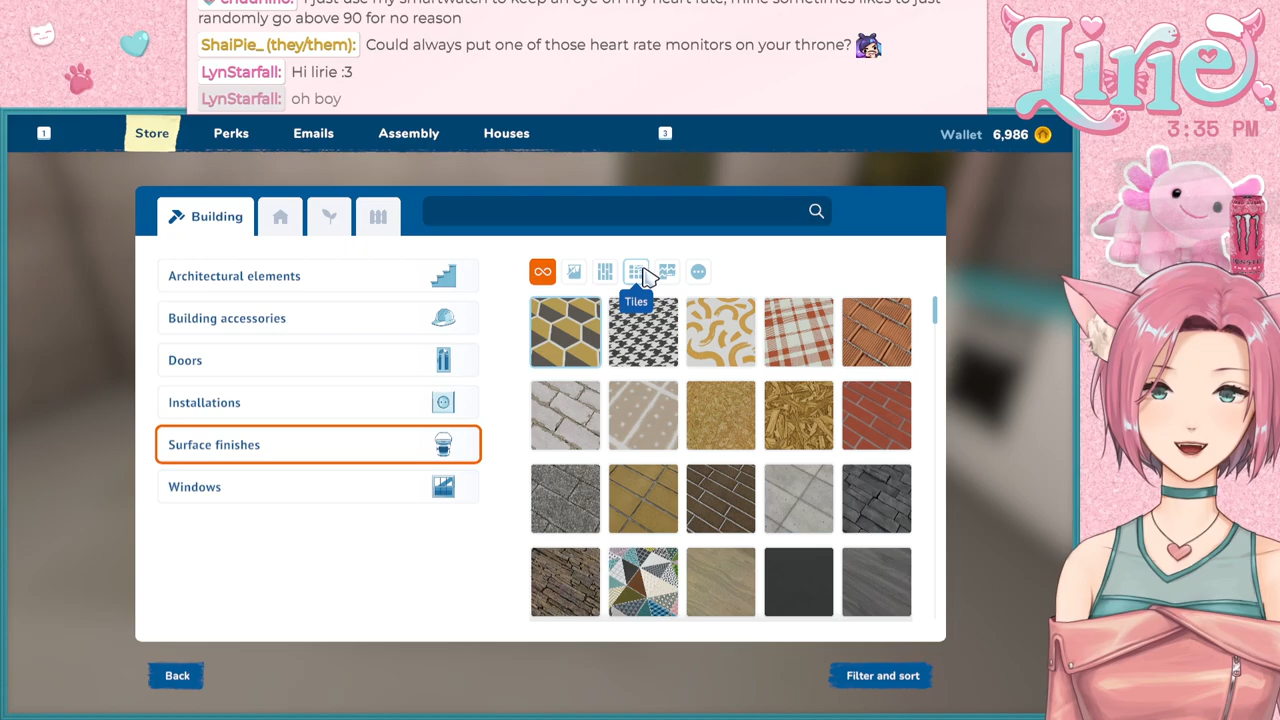 randomly go above 90 for no reason
ShaiPie_ (they/them): Could always put one of those heart rate monitors on your throne?
LynStarfall: Hi lirie :3
LynStarfall: oh boy
Lirie
3:35 PM
1 Store Perks Emails Assembly Houses 3 Wallet 6,986
Building
Architectural elements
Building accessories
Doors
Installations
Surface finishes
Windows
Tiles
Back
Filter and sort